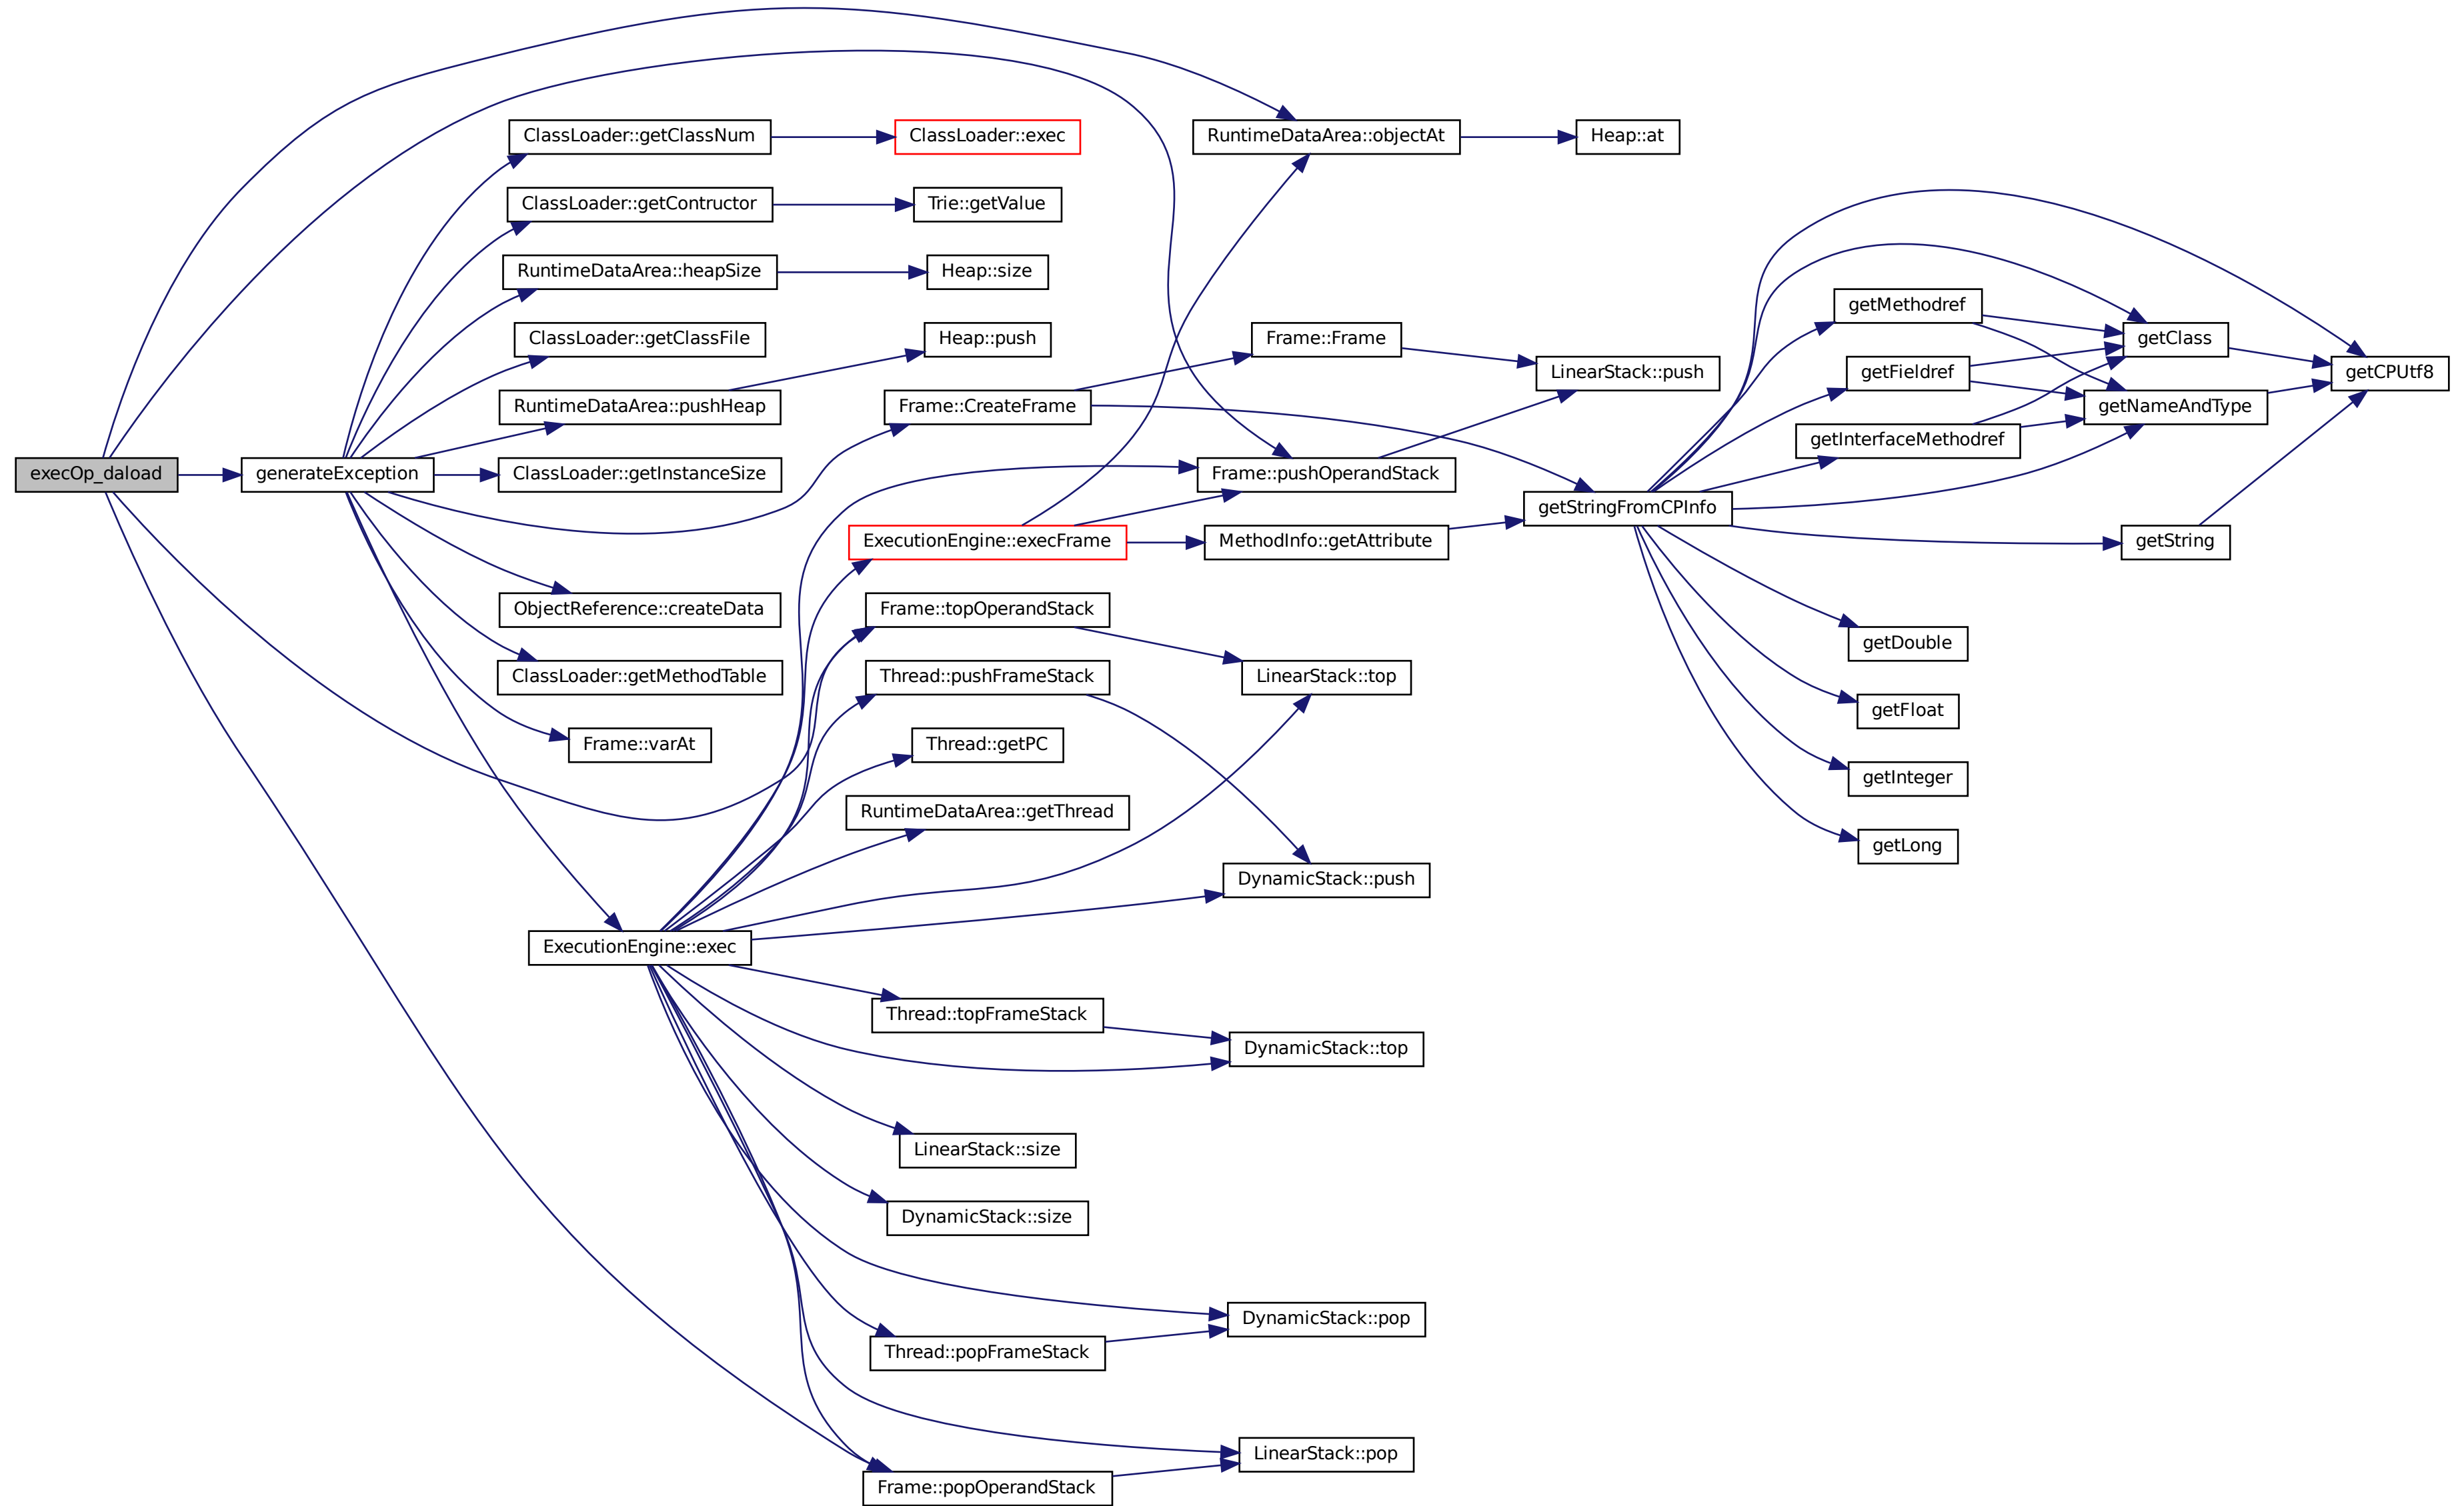 execOp_daload
generateException
ClassLoader::getClassNum
ClassLoader::getContructor
RuntimeDataArea::heapSize
ClassLoader::getClassFile
RuntimeDataArea::pushHeap
ClassLoader::getInstanceSize
ObjectReference::createData
ClassLoader::getMethodTable
Frame::varAt
ExecutionEngine::exec
ClassLoader::exec
Trie::getValue
Heap::size
Heap::push
Frame::CreateFrame
ExecutionEngine::execFrame
Frame::topOperandStack
Thread::pushFrameStack
Thread::getPC
RuntimeDataArea::getThread
Thread::topFrameStack
LinearStack::size
DynamicStack::size
Thread::popFrameStack
Frame::popOperandStack
RuntimeDataArea::objectAt
Frame::Frame
Frame::pushOperandStack
MethodInfo::getAttribute
LinearStack::top
DynamicStack::push
DynamicStack::top
DynamicStack::pop
LinearStack::pop
Heap::at
LinearStack::push
getStringFromCPInfo
getMethodref
getFieldref
getInterfaceMethodref
getDouble
getFloat
getInteger
getLong
getClass
getNameAndType
getString
getCPUtf8